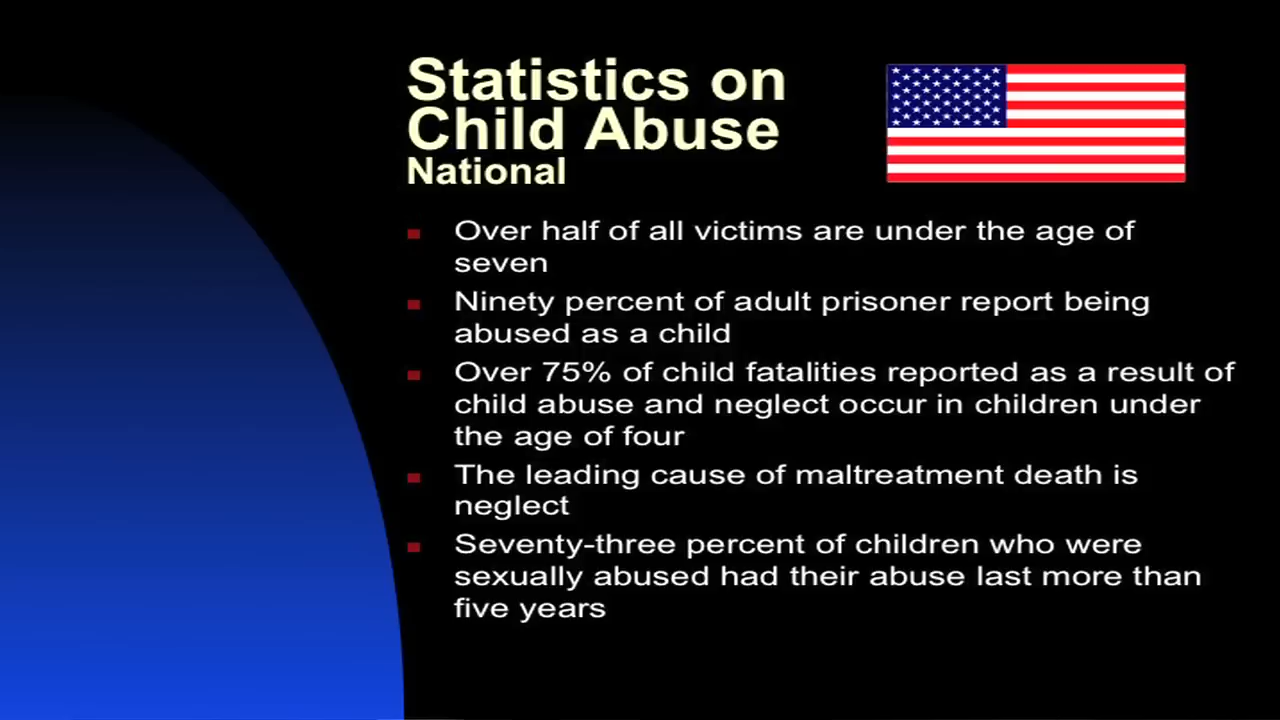 Statistics on
Child Abuse
National
Over half of all victims are under the age of
seven
Ninety percent of adult prisoner report being
abused as a child
Over 75% of child fatalities reported as a result of
child abuse and neglect occur in children under
the age of four
The leading cause of maltreatment death is
neglect
Seventy-three percent of children who were
sexually abused had their abuse last more than
five years